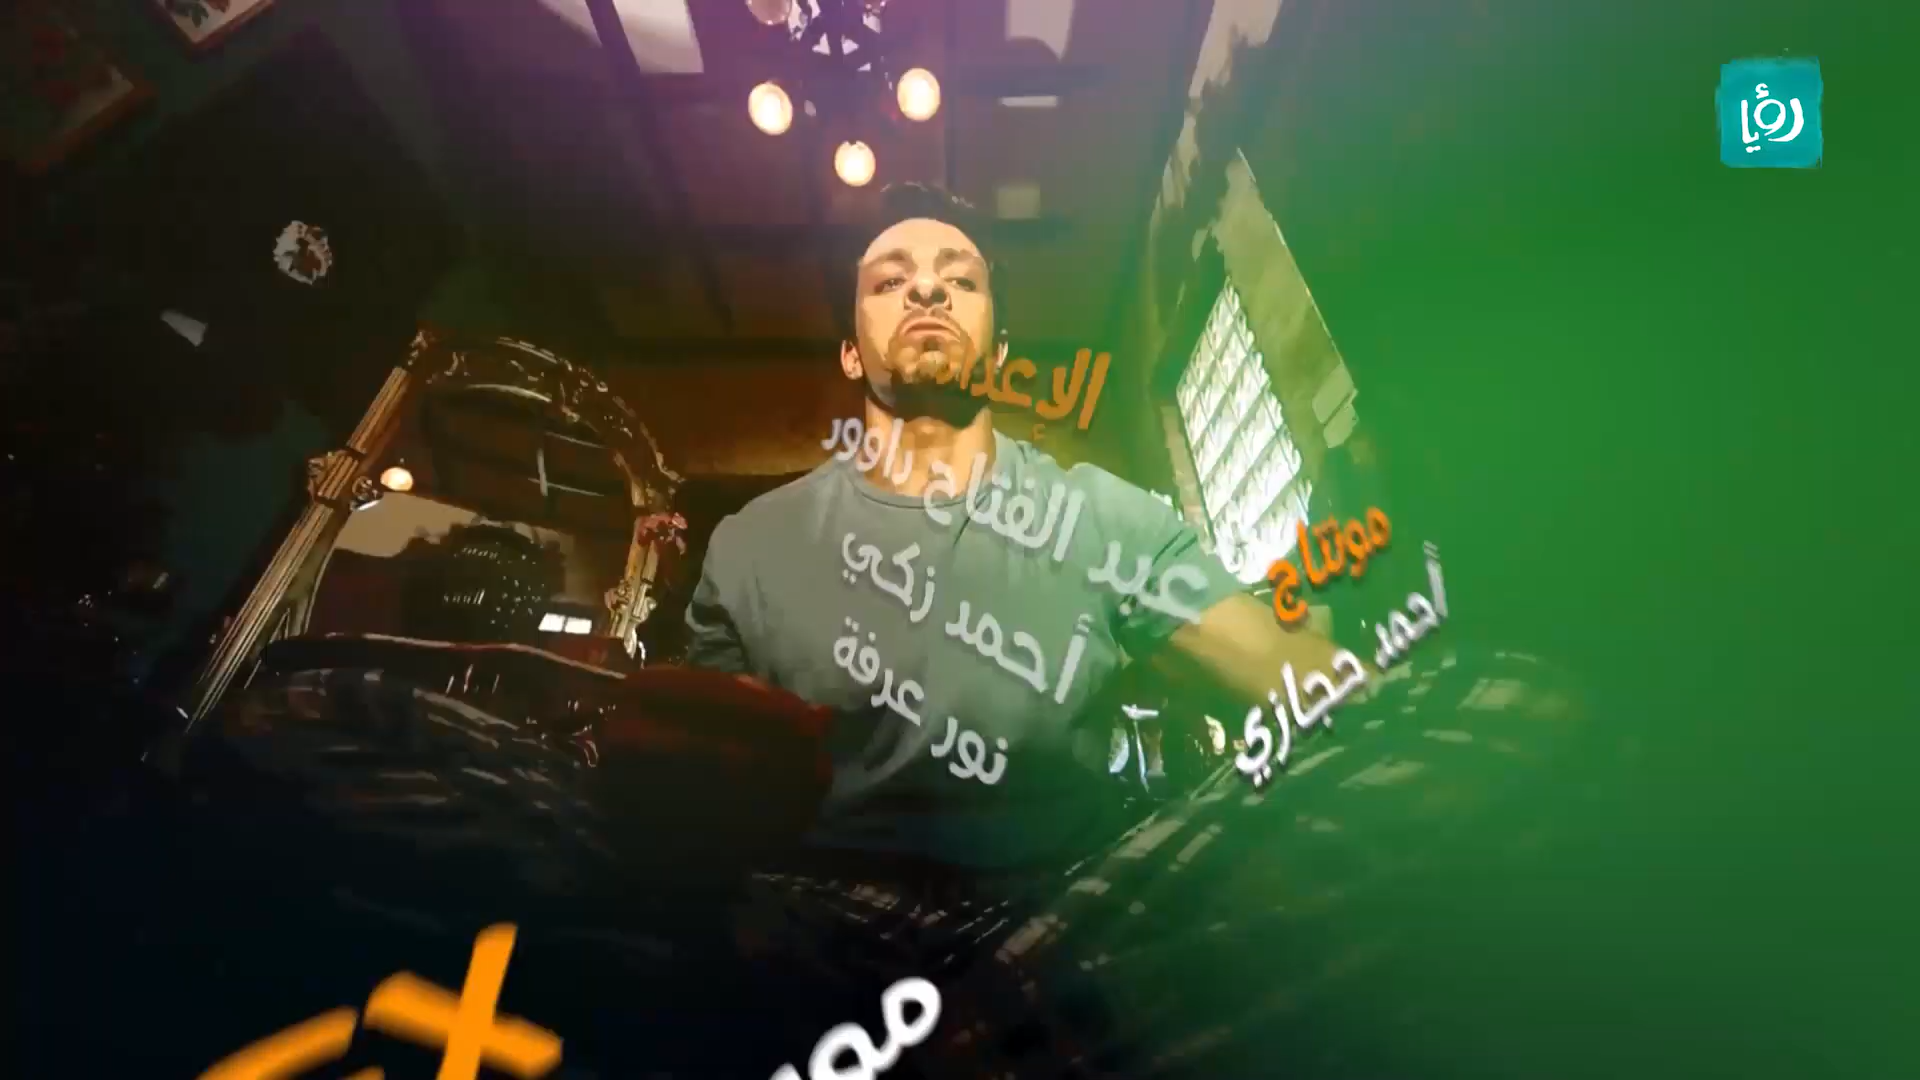 رؤيا
الإعداد
عبد الفتاح داوور
أحمد زكي
نور عرفة
مونتاج
أحمد حجازي